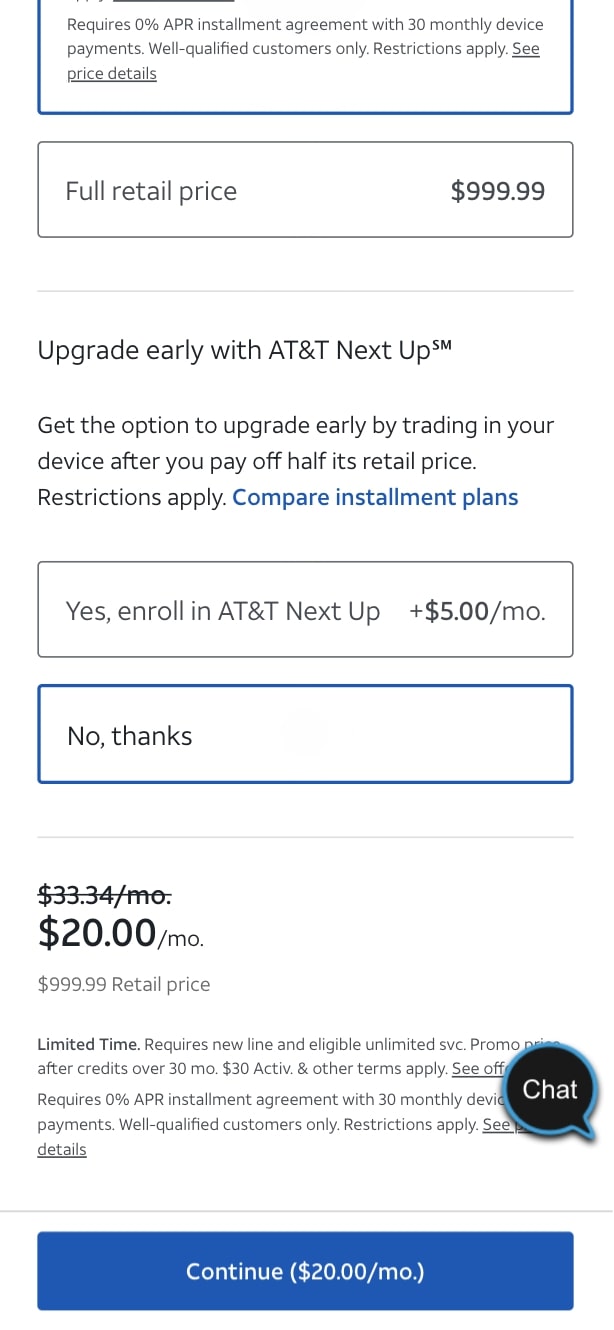 Requires 0% APR installment agreement with 30 monthly device
payments. Well-qualified customers only. Restrictions apply. See
price details
Full retail price $999.99
Upgrade early with AT&T Next Up℠
Get the option to upgrade early by trading in your
device after you pay off half its retail price.
Restrictions apply. Compare installment plans
Yes, enroll in AT&T Next Up +$5.00/mo.
No, thanks
$33.34/mo.
$20.00/mo.
$999.99 Retail price
Limited Time. Requires new line and eligible unlimited svc. Promo price
after credits over 30 mo. $30 Activ. & other terms apply. See off
Requires 0% APR installment agreement with 30 monthly devic
payments. Well-qualified customers only. Restrictions apply. See
details
Chat
Continue ($20.00/mo.)